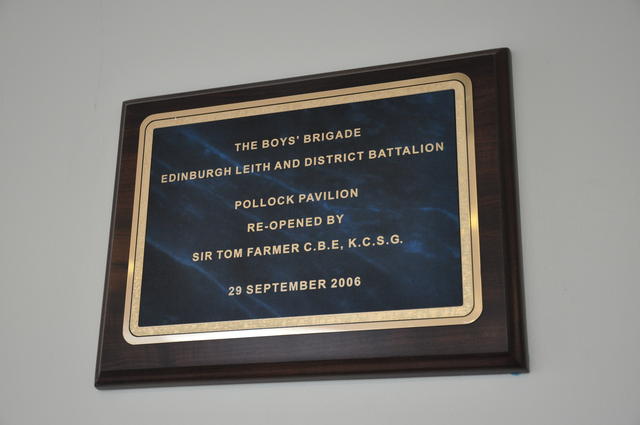 THE BOYS' BRIGADE
EDINBURGH LEITH AND DISTRICT BATTALION
POLLOCK PAVILION
RE-OPENED BY
SIR TOM FARMER C.B.E, K.C.S.G.
29 SEPTEMBER 2006